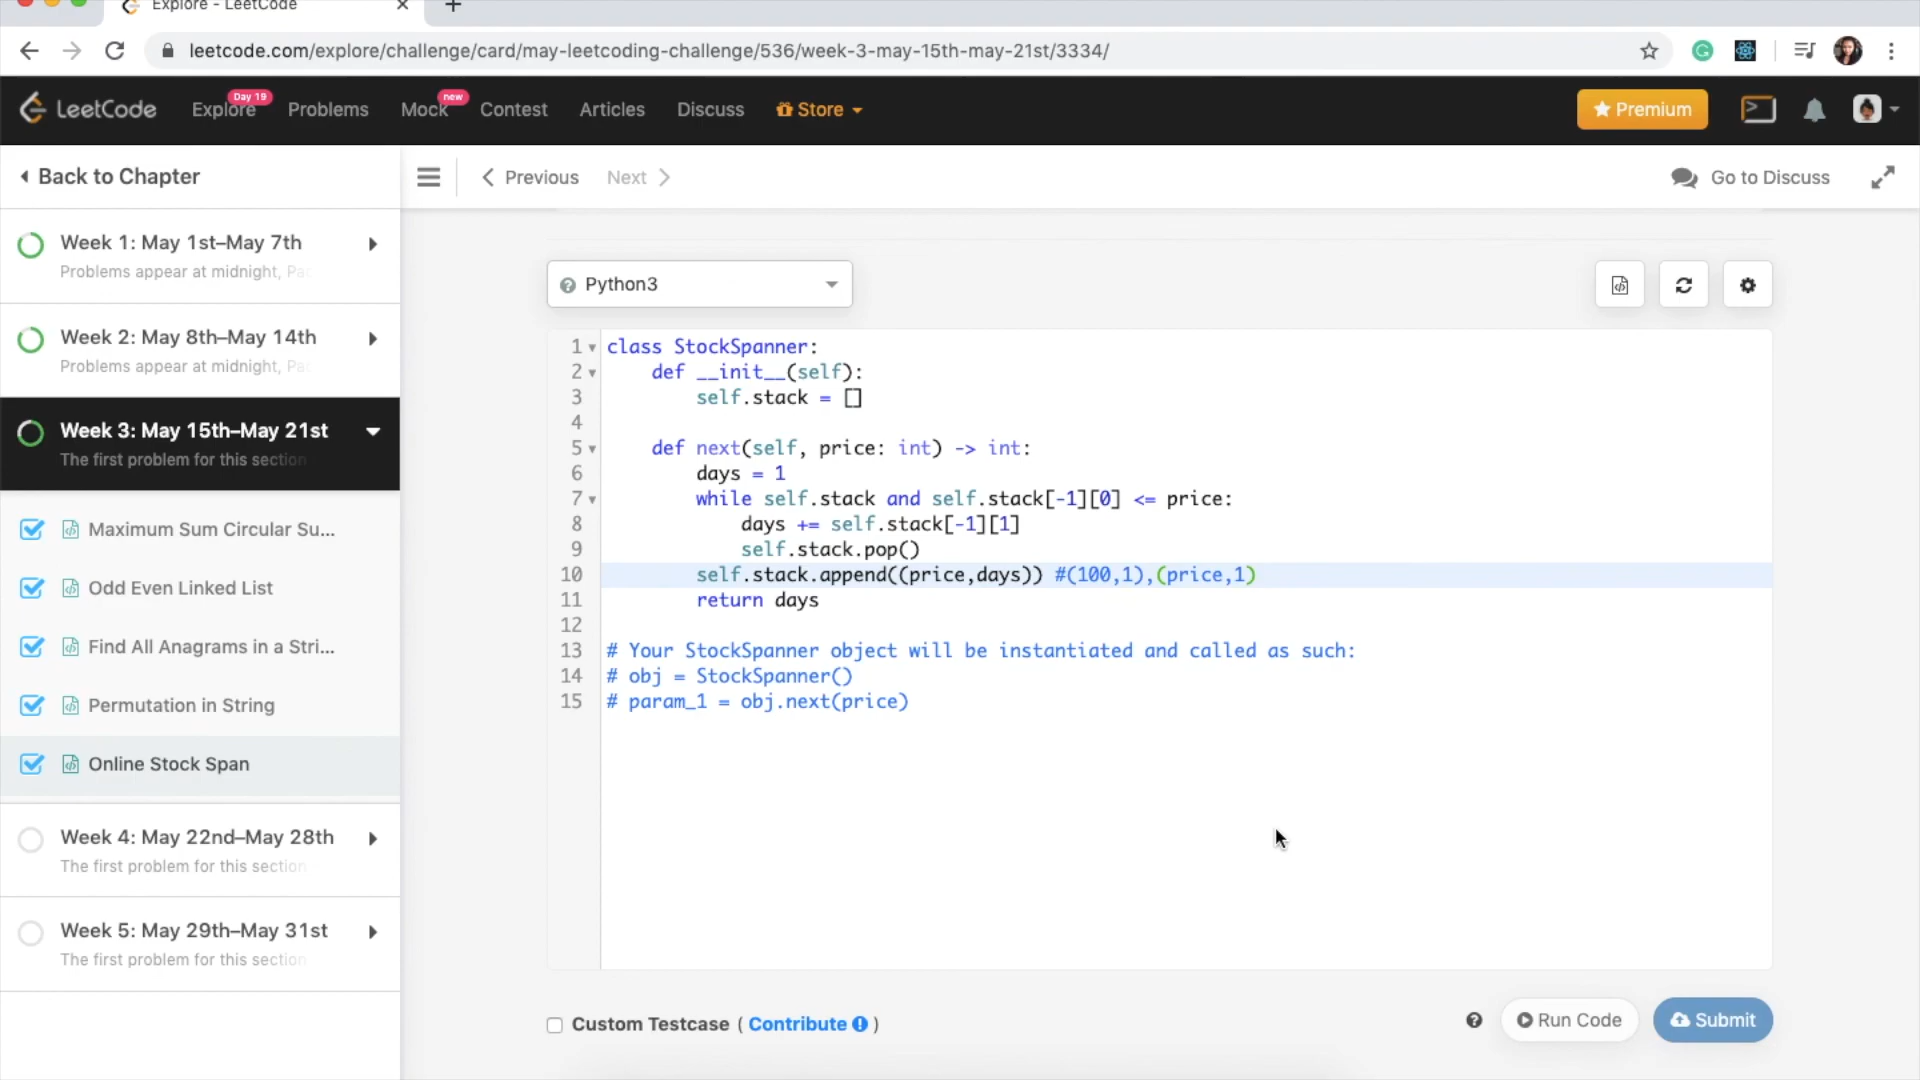 Explore - LeetCode
leetcode.com/explore/challenge/card/may-leetcoding-challenge/536/week-3-may-15th-may-21st/3334/
LeetCode Explore Day 19 Problems Mock new Contest Articles Discuss Store Premium
Back to Chapter
Previous Next Go to Discuss
Week 1: May 1st–May 7th
Problems appear at midnight, Pac
Week 2: May 8th–May 14th
Problems appear at midnight, Pac
Week 3: May 15th–May 21st
The first problem for this section
Maximum Sum Circular Su...
Odd Even Linked List
Find All Anagrams in a Stri...
Permutation in String
Online Stock Span
Week 4: May 22nd–May 28th
The first problem for this section
Week 5: May 29th–May 31st
The first problem for this section
Python3
1 class StockSpanner:
2     def __init__(self):
3         self.stack = []
4
5     def next(self, price: int) -> int:
6         days = 1
7         while self.stack and self.stack[-1][0] <= price:
8             days += self.stack[-1][1]
9             self.stack.pop()
10         self.stack.append((price,days)) #(100,1),(price,1)
11         return days
12
13 # Your StockSpanner object will be instantiated and called as such:
14 # obj = StockSpanner()
15 # param_1 = obj.next(price)
Custom Testcase ( Contribute )
Run Code Submit